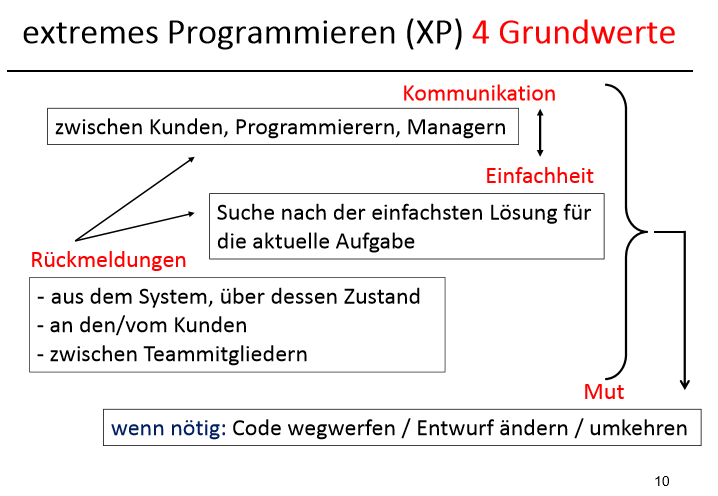 extremes Programmieren (XP) 4 Grundwerte
Kommunikation
zwischen Kunden, Programmierern, Managern
Einfachheit
Suche nach der einfachsten Lösung für
die aktuelle Aufgabe
Rückmeldungen
- aus dem System, über dessen Zustand
- an den/vom Kunden
- zwischen Teammitgliedern
Mut
wenn nötig: Code wegwerfen / Entwurf ändern / umkehren
10